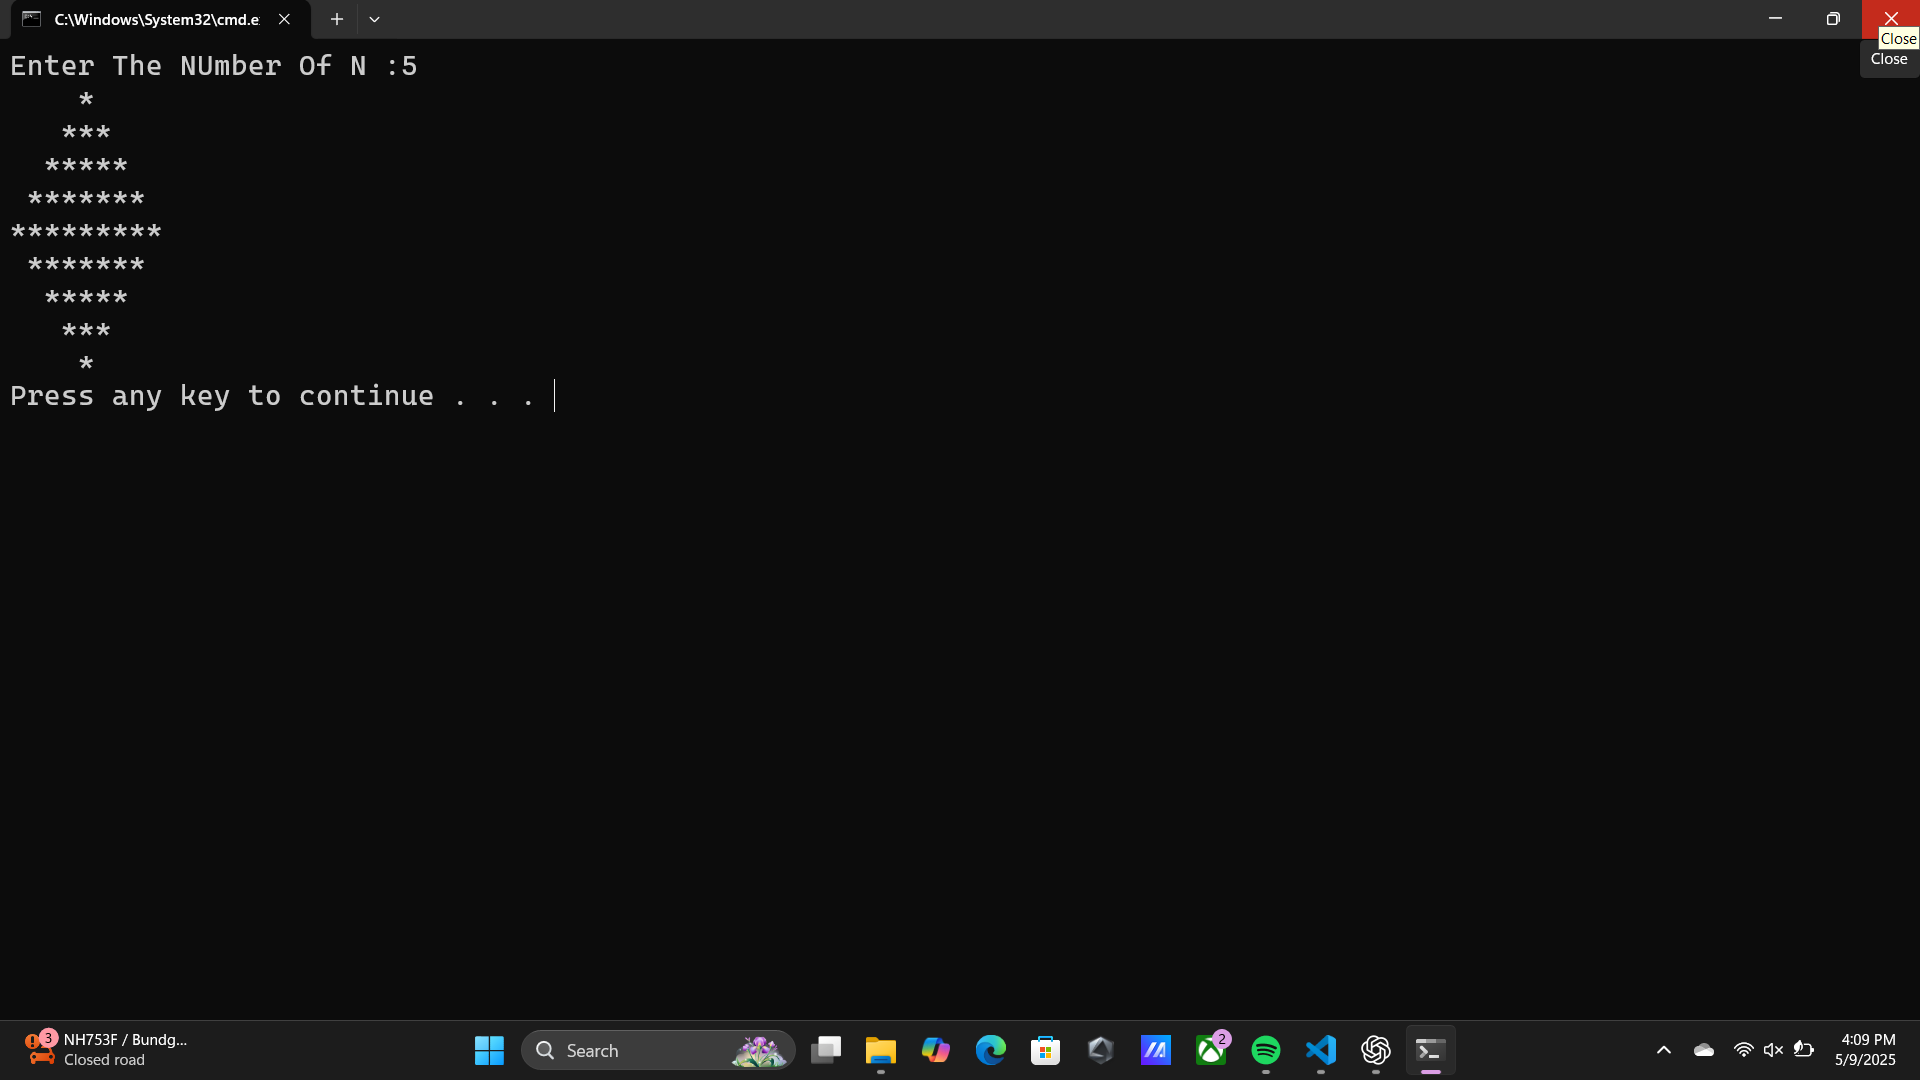 C:\Windows\System32\cmd.e
Close
Close
Enter The NUmber Of N :5
    *
   ***
  *****
 *******
*********
 *******
  *****
   ***
    *
Press any key to continue . . .
3
NH753F / Bundg...
Closed road
Search
2
4:09 PM
5/9/2025